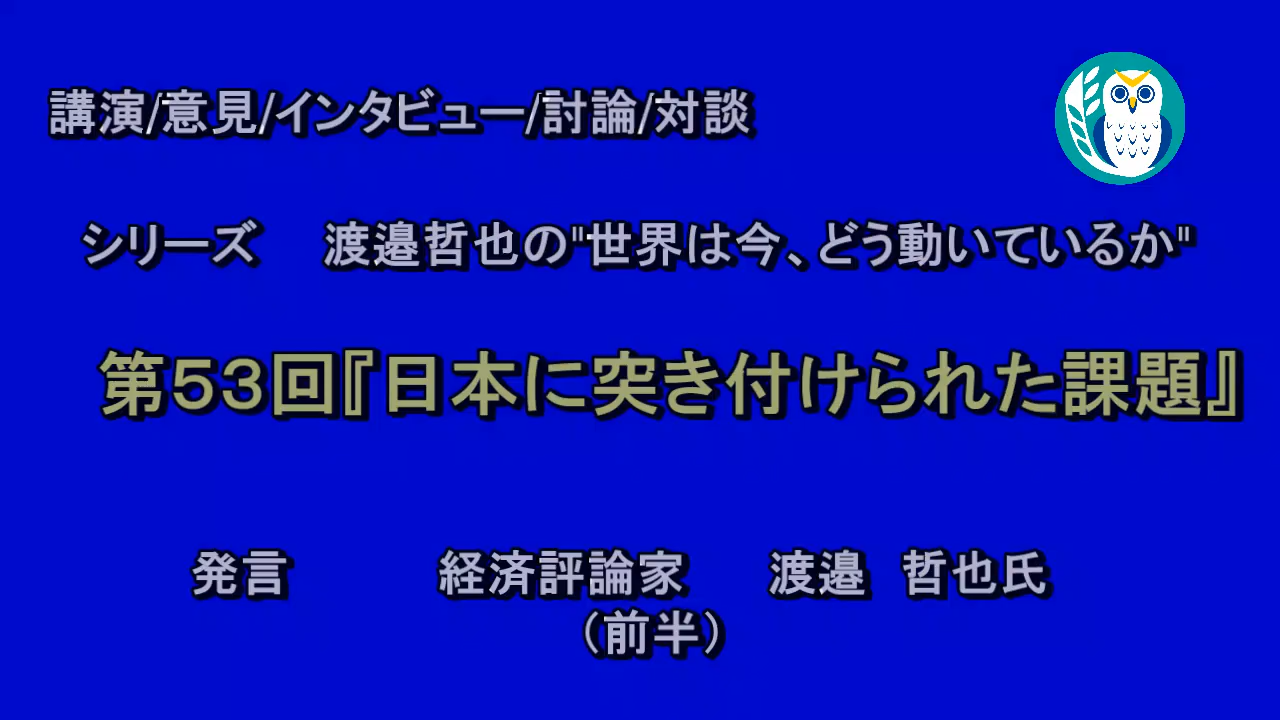 講演/意見/インタビュー/討論/対談
シリーズ　渡邉哲也の"世界は今、どう動いているか"
第５３回『日本に突き付けられた課題』
発言　経済評論家　渡邉　哲也氏
（前半）